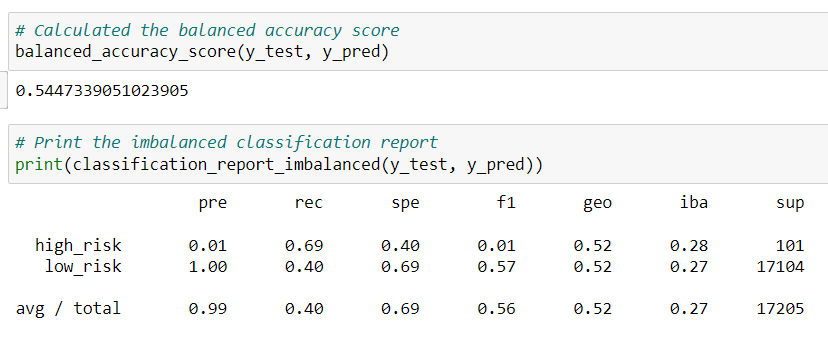 # Calculated the balanced accuracy score
balanced_accuracy_score(y_test, y_pred)
0.5447339051023905
# Print the imbalanced classification report
print(classification_report_imbalanced(y_test, y_pred))
pre rec spe f1 geo iba sup
high_risk 0.01 0.69 0.40 0.01 0.52 0.28 101
low_risk 1.00 0.40 0.69 0.57 0.52 0.27 17104
avg / total 0.99 0.40 0.69 0.56 0.52 0.27 17205